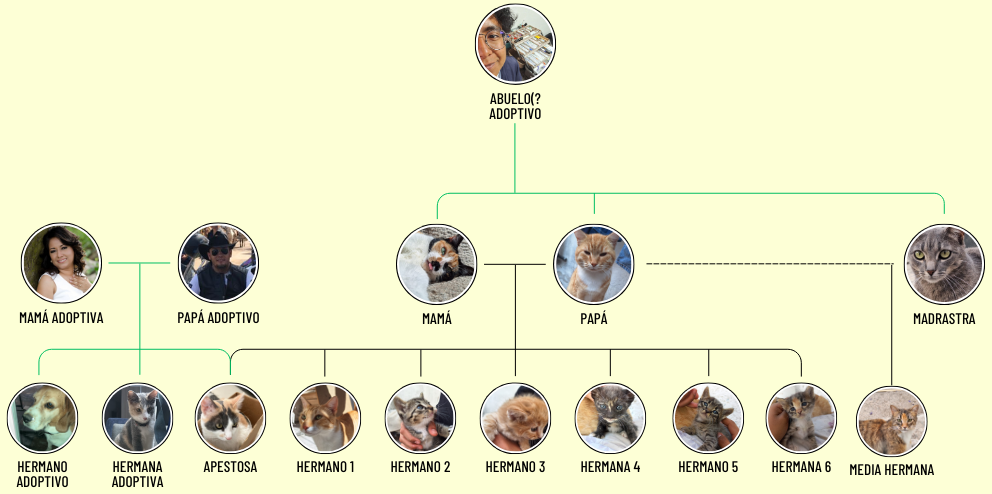 ABUELO(?
ADOPTIVO
MAMÁ ADOPTIVA
PAPÁ ADOPTIVO
MAMÁ
PAPÁ
MADRASTRA
HERMANO
ADOPTIVO
HERMANA
ADOPTIVA
APESTOSA
HERMANO 1
HERMANO 2
HERMANO 3
HERMANA 4
HERMANO 5
HERMANA 6
MEDIA HERMANA